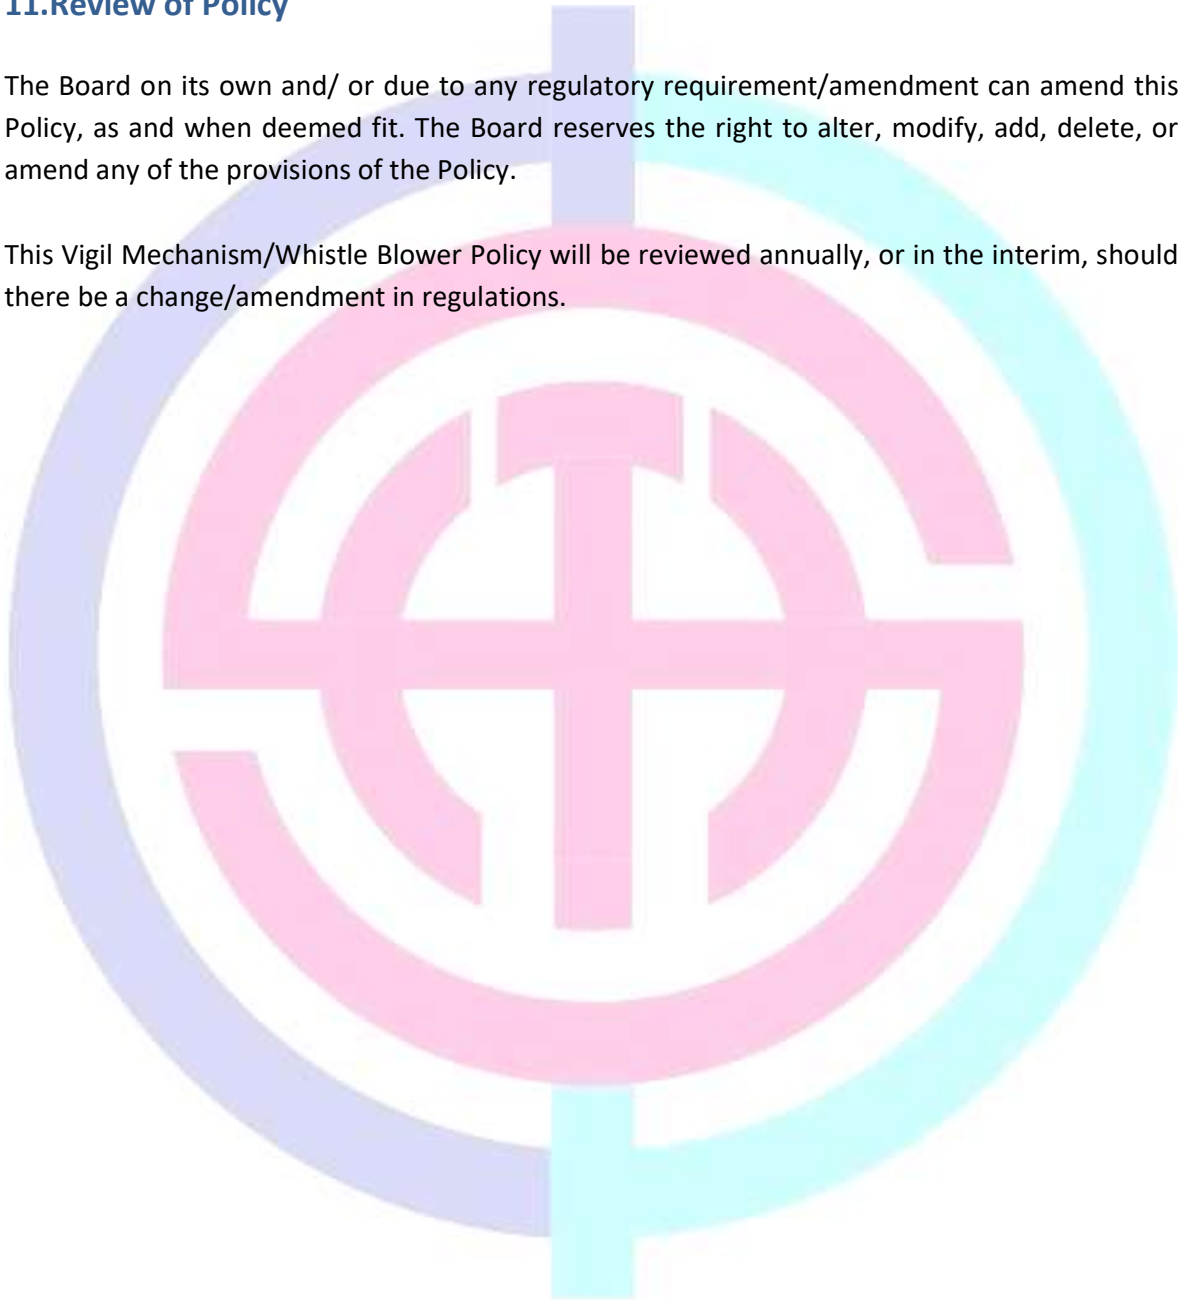 11.Review of Policy
The Board on its own and/ or due to any regulatory requirement/amendment can amend this
Policy, as and when deemed fit. The Board reserves the right to alter, modify, add, delete, or
amend any of the provisions of the Policy.
This Vigil Mechanism/Whistle Blower Policy will be reviewed annually, or in the interim, should
there be a change/amendment in regulations.